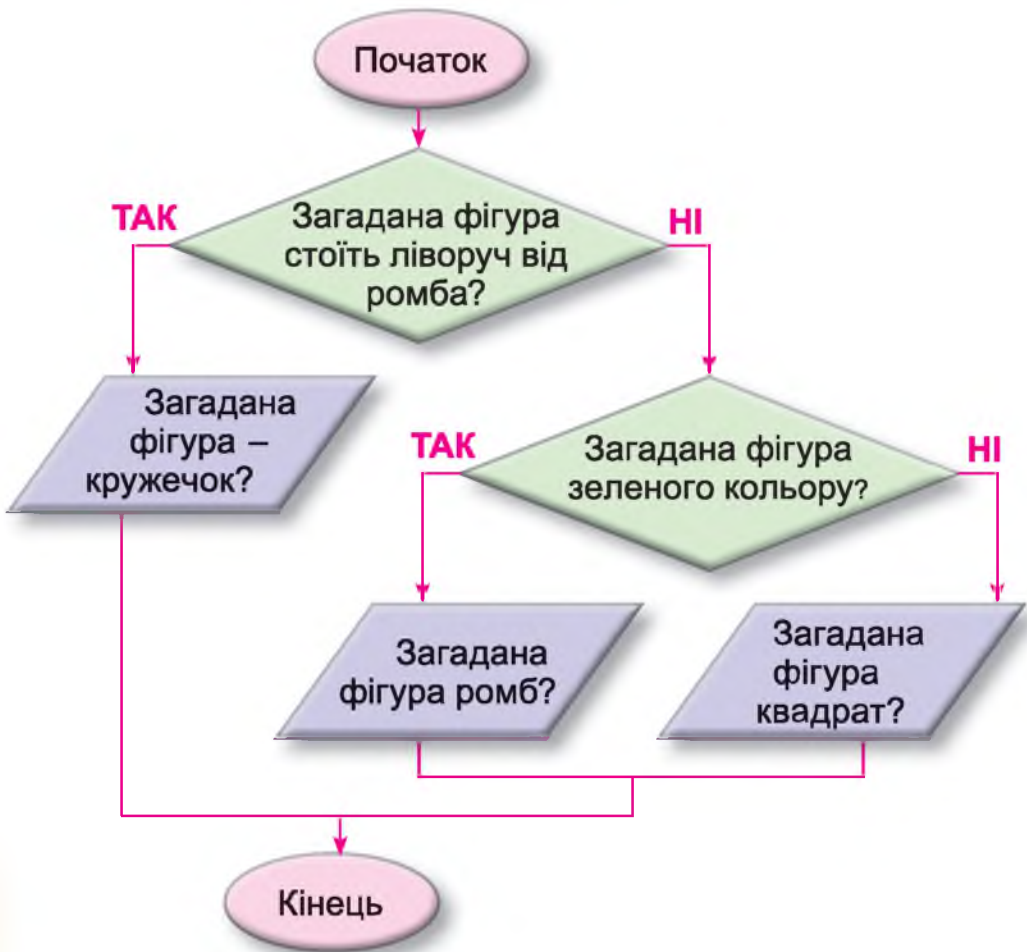 Початок
ТАК
Загадана фігура
стоїть ліворуч від
ромба?
НІ
Загадана
фігура –
кружечок?
ТАК
Загадана фігура
зеленого кольору?
НІ
Загадана
фігура ромб?
Загадана
фігура
квадрат?
Кінець